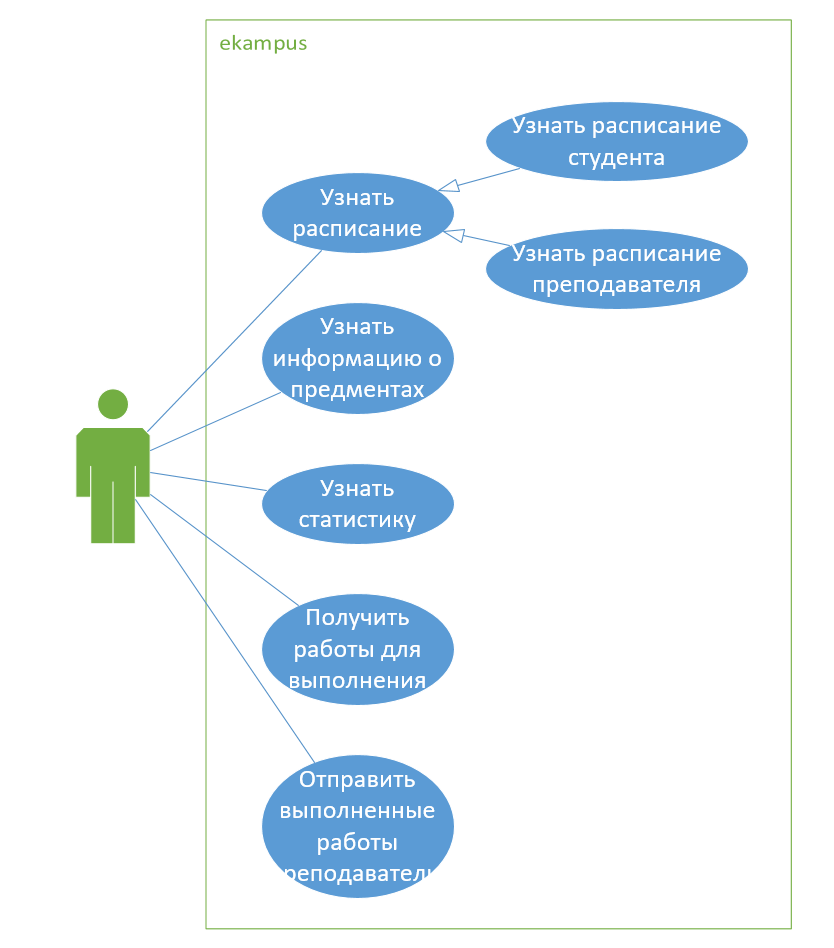 ekampus
Узнать расписание
студента
Узнать
расписание
Узнать расписание
преподавателя
Узнать
информацию о
предментах
Узнать
статистику
Получить
работы для
выполнения
Отправить
выполненные
работы